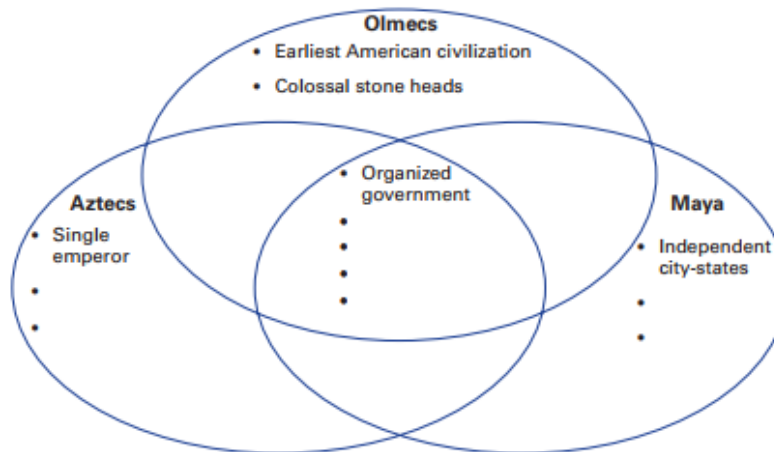 Olmecs
• Earliest American civilization
• Colossal stone heads
• Organized
government
•
•
•
•
Aztecs
• Single
emperor
•
•
Maya
• Independent
city-states
•
•